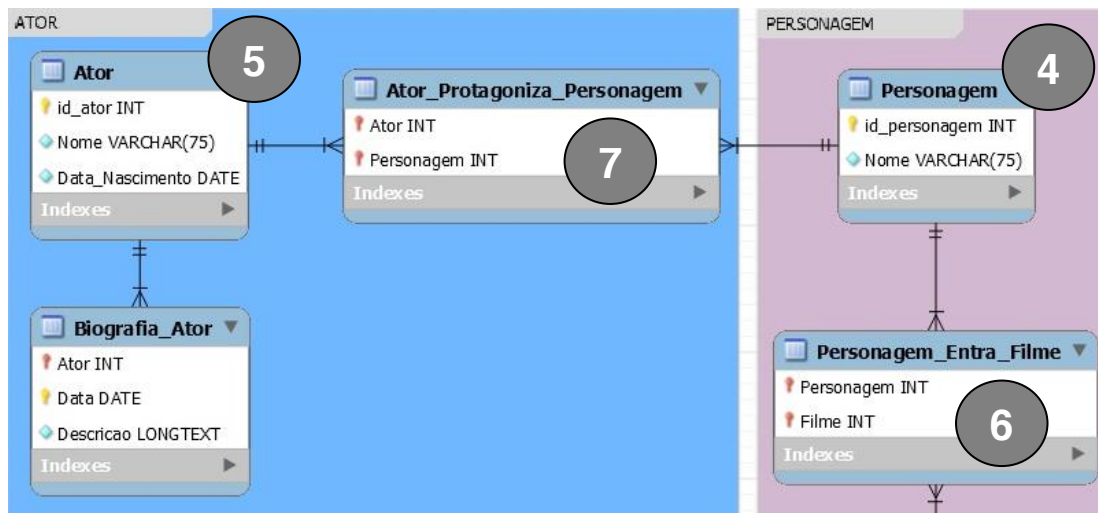 ATOR
Ator
5
id_ator INT
Nome VARCHAR(75)
Data_Nascimento DATE
Indexes
Ator_Protagoniza_Personagem
Ator INT
Personagem INT
7
Indexes
Biografia_Ator
Ator INT
Data DATE
Descricao LONGTEXT
Indexes
PERSONAGEM
Personagem
4
id_personagem INT
Nome VARCHAR(75)
Indexes
Personagem_Entra_Filme
Personagem INT
Filme INT
6
Indexes